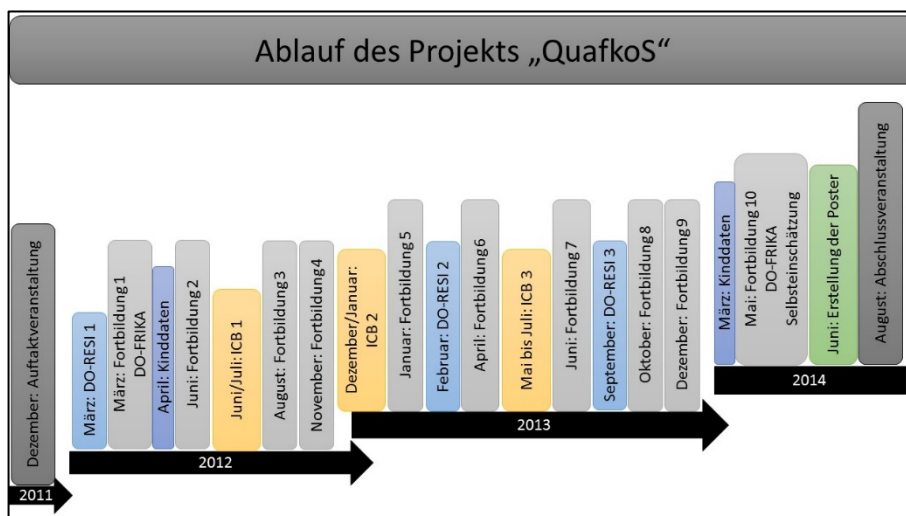 Ablauf des Projekts „QuafkoS“
Dezember: Auftaktveranstaltung
März: DO-RESI 1
März: Fortbildung 1
DO-FRIKA
April: Kinddaten
Juni: Fortbildung 2
Juni/Juli: ICB 1
August: Fortbildung 3
November: Fortbildung 4
Dezember/Januar:
ICB 2
Januar: Fortbildung 5
Februar: DO-RESI 2
April: Fortbildung 6
Mai bis Juli: ICB 3
Juni: Fortbildung 7
September: DO-RESI 3
Oktober: Fortbildung 8
Dezember: Fortbildung 9
März: Kinddaten
Mai: Fortbildung 10
DO-FRIKA
Selbsteinschätzung
Juni: Erstellung der Poster
August: Abschlussveranstaltung
2011
2012
2013
2014